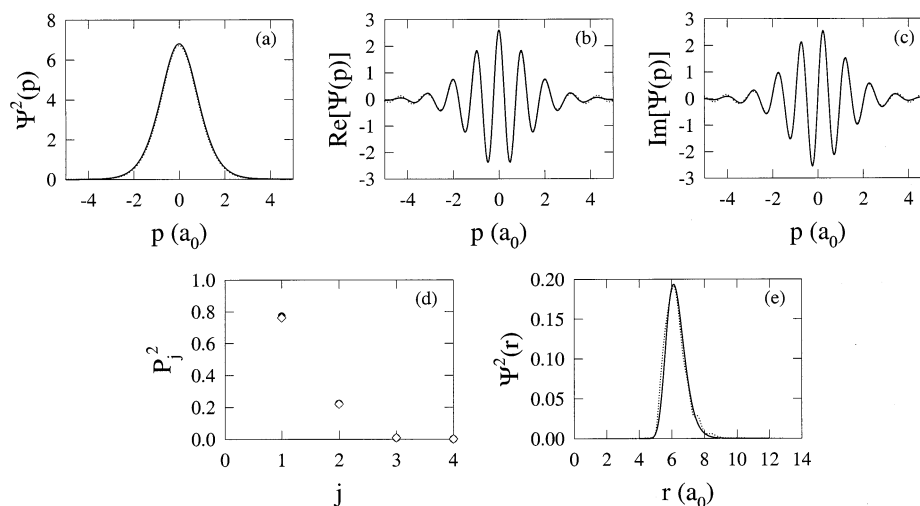 (a)
Ψ²(p)
8
6
4
2
0
-4 -2 0 2 4
p (a₀)
(b)
Re[Ψ(p)]
3
2
1
0
-1
-2
-3
-4 -2 0 2 4
p (a₀)
(c)
Im[Ψ(p)]
3
2
1
0
-1
-2
-3
-4 -2 0 2 4
p (a₀)
(d)
P_j²
1.0
0.8
0.6
0.4
0.2
0.0
0 1 2 3 4
j
(e)
Ψ²(r)
0.20
0.15
0.10
0.05
0.00
0 2 4 6 8 10 12 14
r (a₀)